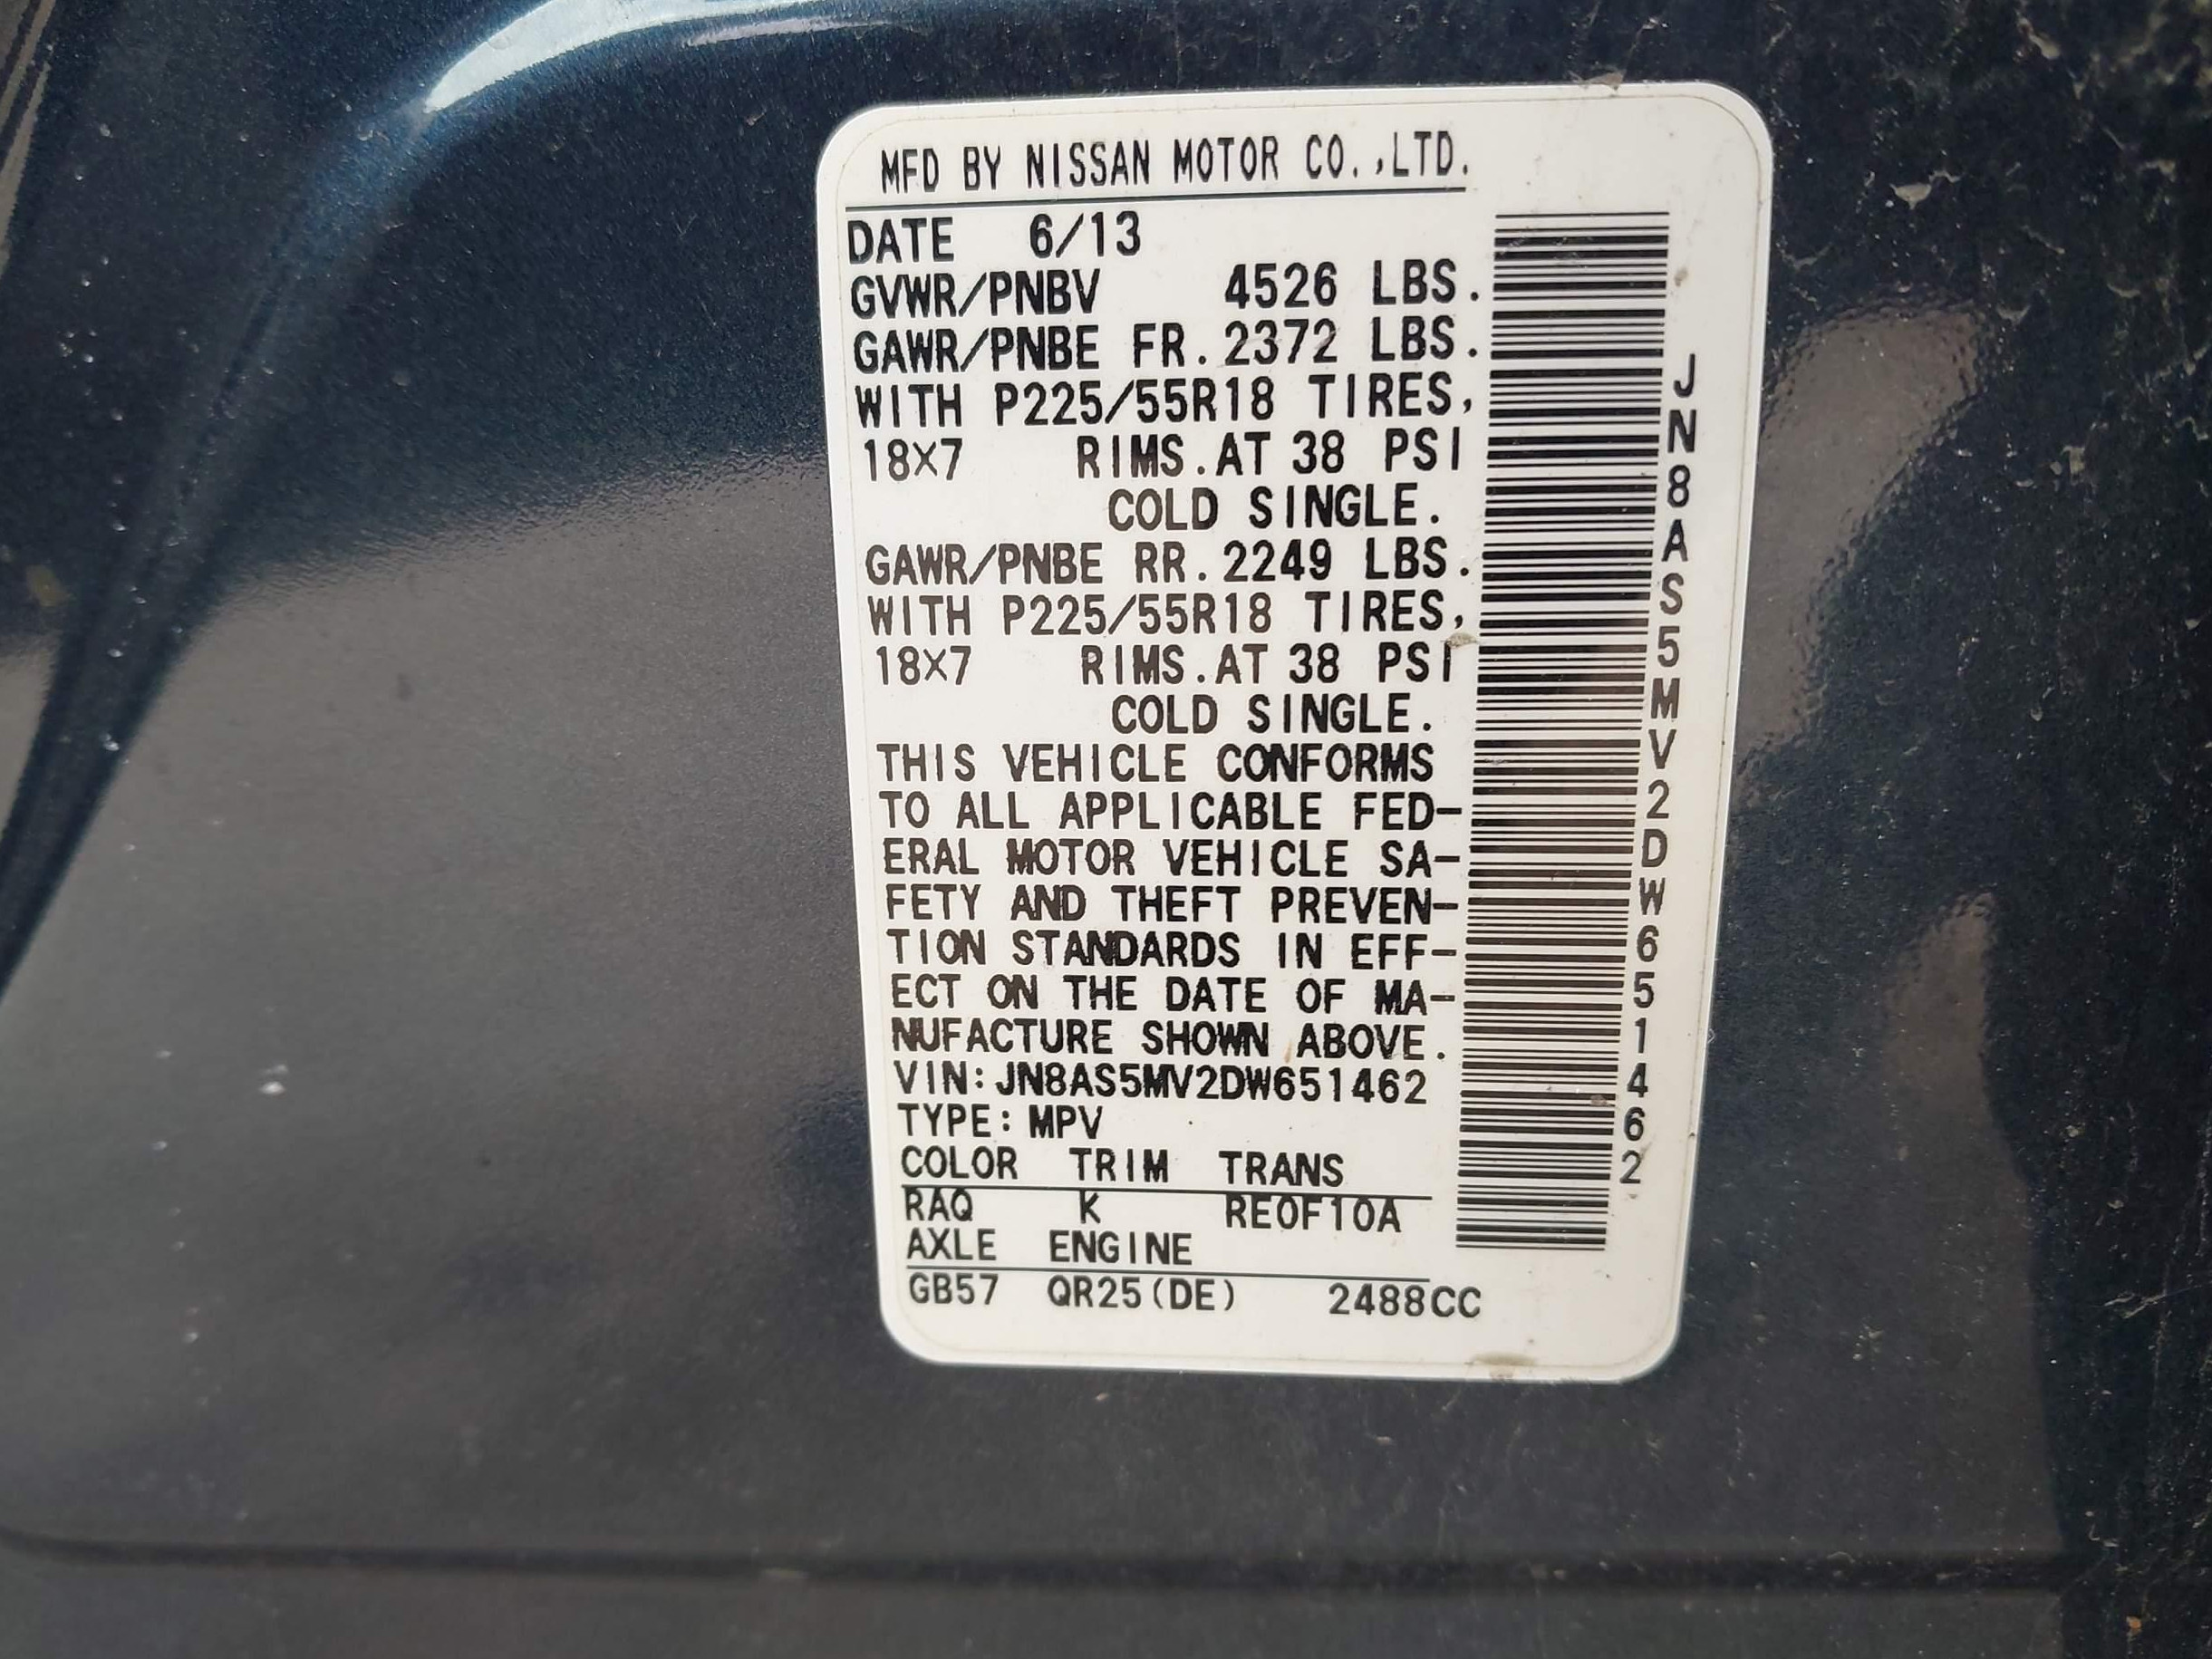 MFD BY NISSAN MOTOR CO.,LTD.
DATE 6/13
GVWR/PNBV 4526 LBS.
GAWR/PNBE FR. 2372 LBS.
WITH P225/55R18 TIRES,
18X7 RIMS. AT 38 PSI
COLD SINGLE.
GAWR/PNBE RR. 2249 LBS.
WITH P225/55R18 TIRES,
18X7 RIMS. AT 38 PSI
COLD SINGLE.
THIS VEHICLE CONFORMS
TO ALL APPLICABLE FED-
ERAL MOTOR VEHICLE SA-
FETY AND THEFT PREVEN-
TION STANDARDS IN EFF-
ECT ON THE DATE OF MA-
NUFACTURE SHOWN ABOVE.
VIN:JN8AS5MV2DW651462
TYPE:MPV
COLOR TRIM TRANS
RAQ K RE0F10A
AXLE ENGINE
GB57 QR25(DE) 2488CC
JN8AS5MV2DW651462